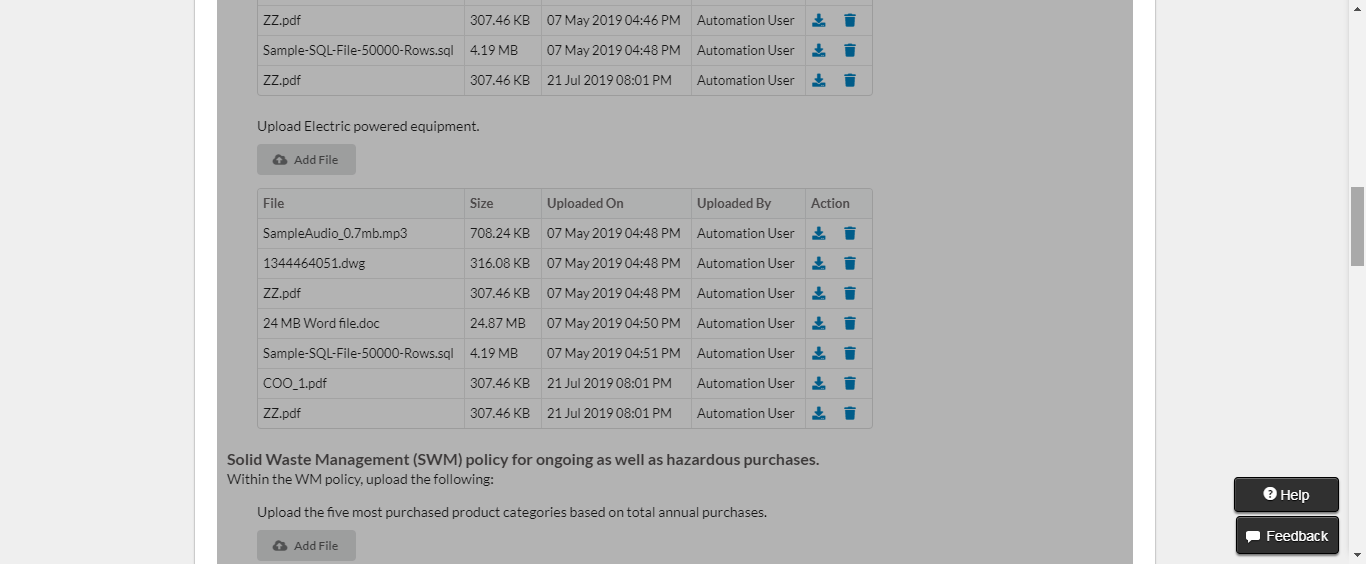 ZZ.pdf 307.46 KB 07 May 2019 04:46 PM Automation User
Sample-SQL-File-50000-Rows.sql 4.19 MB 07 May 2019 04:48 PM Automation User
ZZ.pdf 307.46 KB 21 Jul 2019 08:01 PM Automation User
Upload Electric powered equipment.
Add File
File Size Uploaded On Uploaded By Action
SampleAudio_0.7mb.mp3 708.24 KB 07 May 2019 04:48 PM Automation User
1344464051.dwg 316.08 KB 07 May 2019 04:48 PM Automation User
ZZ.pdf 307.46 KB 07 May 2019 04:48 PM Automation User
24 MB Word file.doc 24.87 MB 07 May 2019 04:50 PM Automation User
Sample-SQL-File-50000-Rows.sql 4.19 MB 07 May 2019 04:51 PM Automation User
COO_1.pdf 307.46 KB 21 Jul 2019 08:01 PM Automation User
ZZ.pdf 307.46 KB 21 Jul 2019 08:01 PM Automation User
Solid Waste Management (SWM) policy for ongoing as well as hazardous purchases.
Within the WM policy, upload the following:
Upload the five most purchased product categories based on total annual purchases.
Add File
Help
Feedback